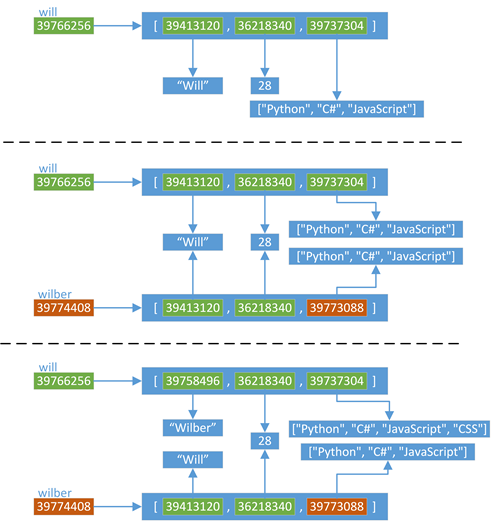 will
39766256 [ 39413120 , 36218340 , 39737304 ]
“Will” 28
["Python", "C#", "JavaScript"]
will
39766256 [ 39413120 , 36218340 , 39737304 ]
["Python", "C#", "JavaScript"]
“Will” 28
["Python", "C#", "JavaScript"]
wilber
39774408 [ 39413120 , 36218340 , 39773088 ]
will
39766256 [ 39758496 , 36218340 , 39737304 ]
“Wilber” ["Python", "C#", "JavaScript", "CSS"]
28
["Python", "C#", "JavaScript"]
“Will”
wilber
39774408 [ 39413120 , 36218340 , 39773088 ]